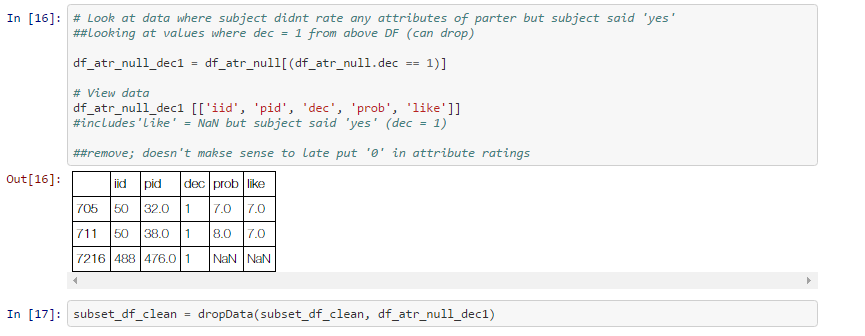 In [16]: # Look at data where subject didnt rate any attributes of parter but subject said 'yes'
##looking at values where dec = 1 from above DF (can drop)
df_atr_null_dec1 = df_atr_null[(df_atr_null.dec == 1)]
# View data
df_atr_null_dec1 [['iid', 'pid', 'dec', 'prob', 'like']]
#includes'like' = NaN but subject said 'yes' (dec = 1)
##remove; doesn't makse sense to late put '0' in attribute ratings
Out[16]:
iid pid dec prob like
705 50 32.0 1 7.0 7.0
711 50 38.0 1 8.0 7.0
7216 488 476.0 1 NaN NaN
In [17]: subset_df_clean = dropData(subset_df_clean, df_atr_null_dec1)